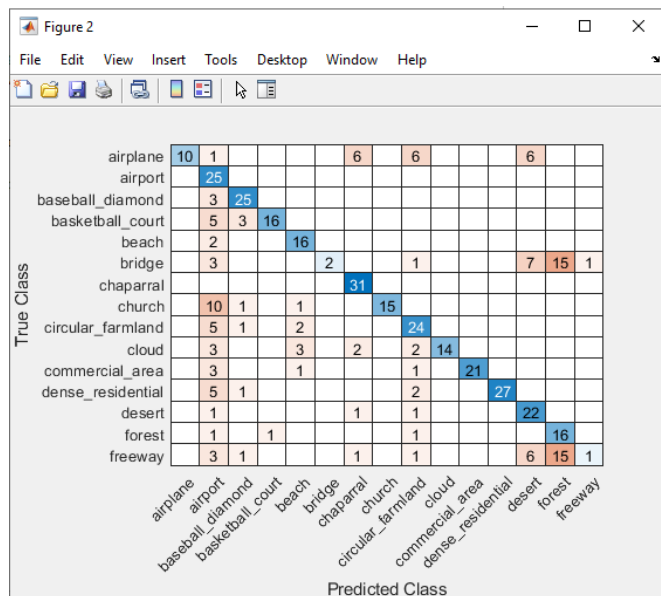 Figure 2
File Edit View Insert Tools Desktop Window Help
airplane 10 1 6 6 6
airport 25
baseball_diamond 3 25
basketball_court 5 3 16
beach 2 16
bridge 3 2 1 7 15 1
chaparral 31
church 10 1 1 15
circular_farmland 5 1 2 24
cloud 3 3 2 2 14
commercial_area 3 1 1 21
dense_residential 5 1 2 27
desert 1 1 1 22
forest 1 1 1 16
freeway 3 1 1 1 6 15 1
True Class
airplane
airport
baseball_diamond
basketball_court
beach
bridge
chaparral
church
circular_farmland
cloud
commercial_area
dense_residential
desert
forest
freeway
Predicted Class